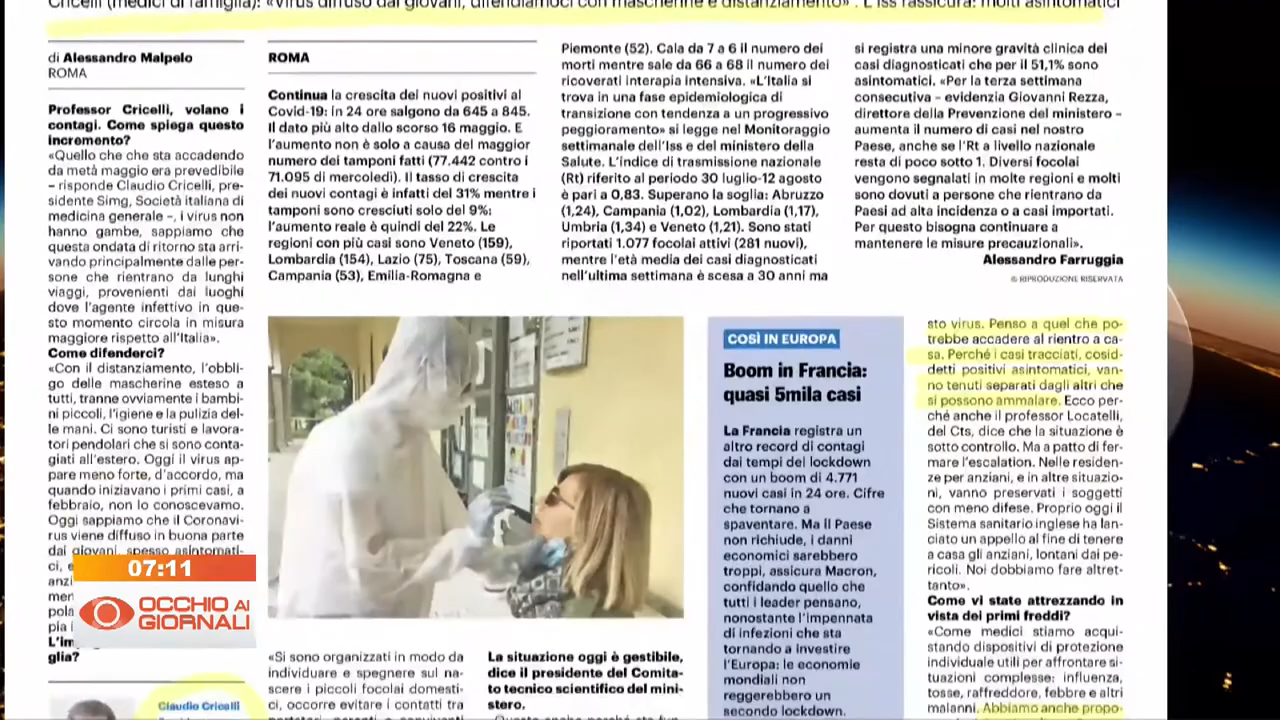 Cricelli (medici di famiglia): «Virus diffuso dai giovani, difendiamoci con mascherine e distanziamento». L'Iss rassicura: molti asintomatici
di Alessandro Malpelo
ROMA
Professor Cricelli, volano i
contagi. Come spiega questo
incremento?
«Quello che che sta accadendo
da metà maggio era prevedibile
– risponde Claudio Cricelli, pre-
sidente Simg, Società italiana di
medicina generale –, i virus non
hanno gambe, sappiamo che
questa ondata di ritorno sta arri-
vando principalmente dalle per-
sone che rientrano da lunghi
viaggi, provenienti dai luoghi
dove l'agente infettivo in que-
sto momento circola in misura
maggiore rispetto all'Italia».
Come difenderci?
«Con il distanziamento, l'obbli-
go delle mascherine esteso a
tutti, tranne ovviamente i bambi-
ni piccoli, l'igiene e la pulizia del-
le mani. Ci sono turisti e lavora-
tori pendolari che si sono conta-
giati all'estero. Oggi il virus ap-
pare meno forte, d'accordo, ma
quando iniziavano i primi casi, a
febbraio, non lo conoscevamo.
Oggi sappiamo che il Coronavi-
rus viene diffuso in buona parte
dai giovani, spesso asintomati-
ci, e
anzi
men
pola
pia i
L'im
glia?
Claudio Cricelli
07:11
OCCHIO AI
GIORNALI
ROMA
Continua la crescita dei nuovi positivi al
Covid-19: in 24 ore salgono da 645 a 845.
Il dato più alto dallo scorso 16 maggio. E
l'aumento non è solo a causa del maggior
numero dei tamponi fatti (77.442 contro i
71.095 di mercoledì). Il tasso di crescita
dei nuovi contagi è infatti del 31% mentre i
tamponi sono cresciuti solo del 9%:
l'aumento reale è quindi del 22%. Le
regioni con più casi sono Veneto (159),
Lombardia (154), Lazio (75), Toscana (59),
Campania (53), Emilia-Romagna e
Piemonte (52). Cala da 7 a 6 il numero dei
morti mentre sale da 66 a 68 il numero dei
ricoverati interapia intensiva. «L'Italia si
trova in una fase epidemiologica di
transizione con tendenza a un progressivo
peggioramento» si legge nel Monitoraggio
settimanale dell'Iss e del ministero della
Salute. L'indice di trasmissione nazionale
(Rt) riferito al periodo 30 luglio-12 agosto
è pari a 0,83. Superano la soglia: Abruzzo
(1,24), Campania (1,02), Lombardia (1,17),
Umbria (1,34) e Veneto (1,21). Sono stati
riportati 1.077 focolai attivi (281 nuovi),
mentre l'età media dei casi diagnosticati
nell'ultima settimana è scesa a 30 anni ma
si registra una minore gravità clinica dei
casi diagnosticati che per il 51,1% sono
asintomatici. «Per la terza settimana
consecutiva – evidenzia Giovanni Rezza,
direttore della Prevenzione del ministero –
aumenta il numero di casi nel nostro
Paese, anche se l'Rt a livello nazionale
resta di poco sotto 1. Diversi focolai
vengono segnalati in molte regioni e molti
sono dovuti a persone che rientrano da
Paesi ad alta incidenza o a casi importati.
Per questo bisogna continuare a
mantenere le misure precauzionali».
Alessandro Farruggia
© RIPRODUZIONE RISERVATA
«Si sono organizzati in modo da
individuare e spegnere sul na-
scere i piccoli focolai domesti-
ci, occorre evitare i contatti tra
La situazione oggi è gestibile,
dice il presidente del Comita-
to tecnico scientifico del mini-
stero.
COSÌ IN EUROPA
Boom in Francia:
quasi 5mila casi
La Francia registra un
altro record di contagi
dai tempi del lockdown
con un boom di 4.771
nuovi casi in 24 ore. Cifre
che tornano a
spaventare. Ma il Paese
non richiude, i danni
economici sarebbero
troppi, assicura Macron,
confidando quello che
tutti i leader pensano,
nonostante l'impennata
di infezioni che sta
tornando a investire
l'Europa: le economie
mondiali non
reggerebbero un
secondo lockdown.
sto virus. Penso a quel che po-
trebbe accadere al rientro a ca-
sa. Perché i casi tracciati, cosid-
detti positivi asintomatici, van-
no tenuti separati dagli altri che
si possono ammalare. Ecco per-
ché anche il professor Locatelli,
del Cts, dice che la situazione è
sotto controllo. Ma a patto di fer-
mare l'escalation. Nelle residen-
ze per anziani, e in altre situazio-
ni, vanno preservati i soggetti
con meno difese. Proprio oggi il
Sistema sanitario inglese ha lan-
ciato un appello al fine di tenere
a casa gli anziani, lontani dai pe-
ricoli. Noi dobbiamo fare altret-
tanto».
Come vi state attrezzando in
vista dei primi freddi?
«Come medici stiamo acqui-
stando dispositivi di protezione
individuale utili per affrontare si-
tuazioni complesse: influenza,
tosse, raffreddore, febbre e altri
malanni. Abbiamo anche propo-